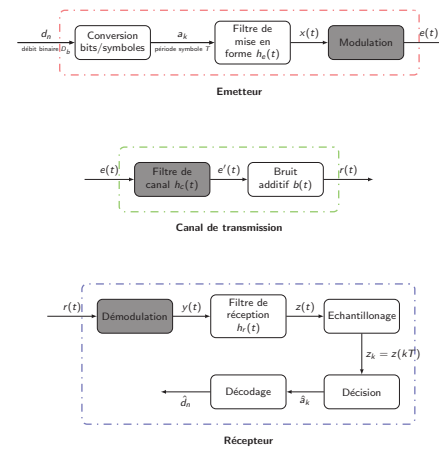 d_n
débit binaire D_b
Conversion
bits/symboles
a_k
période symbole T
Filtre de
mise en
forme h_e(t)
x(t)
Modulation
e(t)
Emetteur
e(t)
Filtre de
canal h_c(t)
e′(t)
Bruit
additif b(t)
r(t)
Canal de transmission
r(t)
Démodulation
y(t)
Filtre de
réception
h_r(t)
z(t)
Echantillonage
z_k = z(kT)
Décision
â_k
Décodage
d̂_n
Récepteur